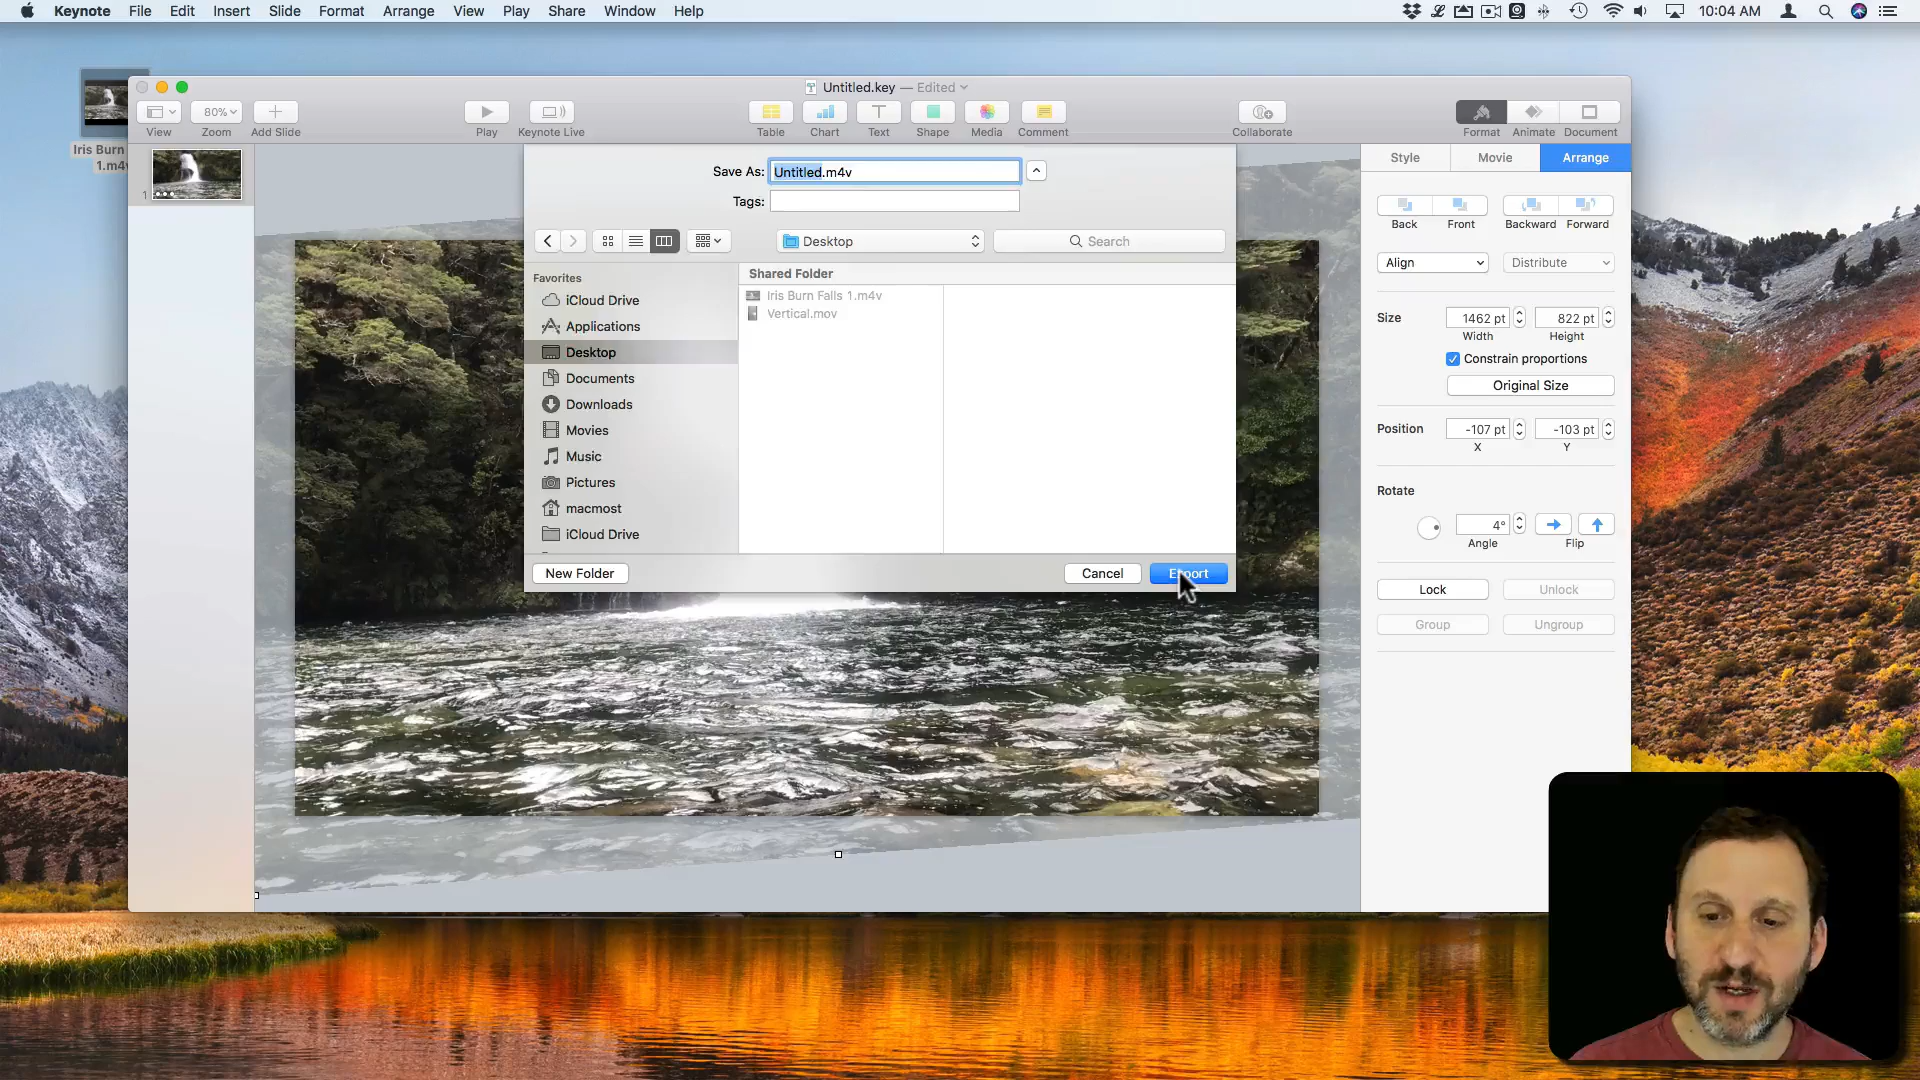 Keynote File Edit Insert Slide Format Arrange View Play Share Window Help 10:04 AM
Untitled.key — Edited
80%
View Zoom Add Slide Play Keynote Live Table Chart Text Shape Media Comment Collaborate Format Animate Document
Iris Burn
1.m4v
1
Save As: Untitled.m4v
Tags:
Desktop
Search
Favorites
iCloud Drive
Applications
Desktop
Documents
Downloads
Movies
Music
Pictures
macmost
iCloud Drive
Shared Folder
Iris Burn Falls 1.m4v
Vertical.mov
New Folder Cancel Export
Style Movie Arrange
Back Front Backward Forward
Align Distribute
Size 1462 pt 822 pt
Width Height
Constrain proportions
Original Size
Position -107 pt -103 pt
X Y
Rotate
4°
Angle Flip
Lock Unlock
Group Ungroup